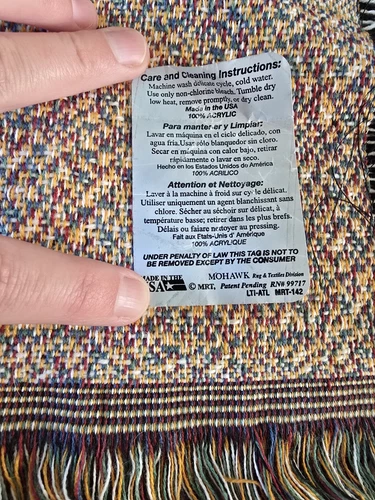 Care and Cleaning Instructions:
Machine wash delicate cycle, cold water.
Use only non-chlorine bleach. Tumble dry
low heat, remove promptly, or dry clean.
Made in the USA
100% ACRYLIC
Para mantener y Limpiar:
Lavar en máquina en el ciclo delicado, con
agua fria. Usar sólo blanquedor sin cloro.
Secar en máquina con calor bajo, retirar
rápidamente o lavar en seco.
Hecho en los Estados Unidos de América
100% ACRILICO
Attention et Nettoyage:
Laver à la machine à froid sur cycle délicat.
Utiliser uniquement un agent blanchissant sans
chlore. Sécher au séchoir sur délicat, à
température basse; retirer dans les plus brefs.
Délais ou faiare nettoyer au pressing.
Fait aux États-Unis d' Amérique
100% ACRYLIQUE
UNDER PENALTY OF LAW THIS TAG IS NOT TO
BE REMOVED EXCEPT BY THE CONSUMER
MADE IN THE
USA
MOHAWK Rug & Textiles Division
© MRT, Patent Pending RN# 99717
LTI-ATL MRT-142